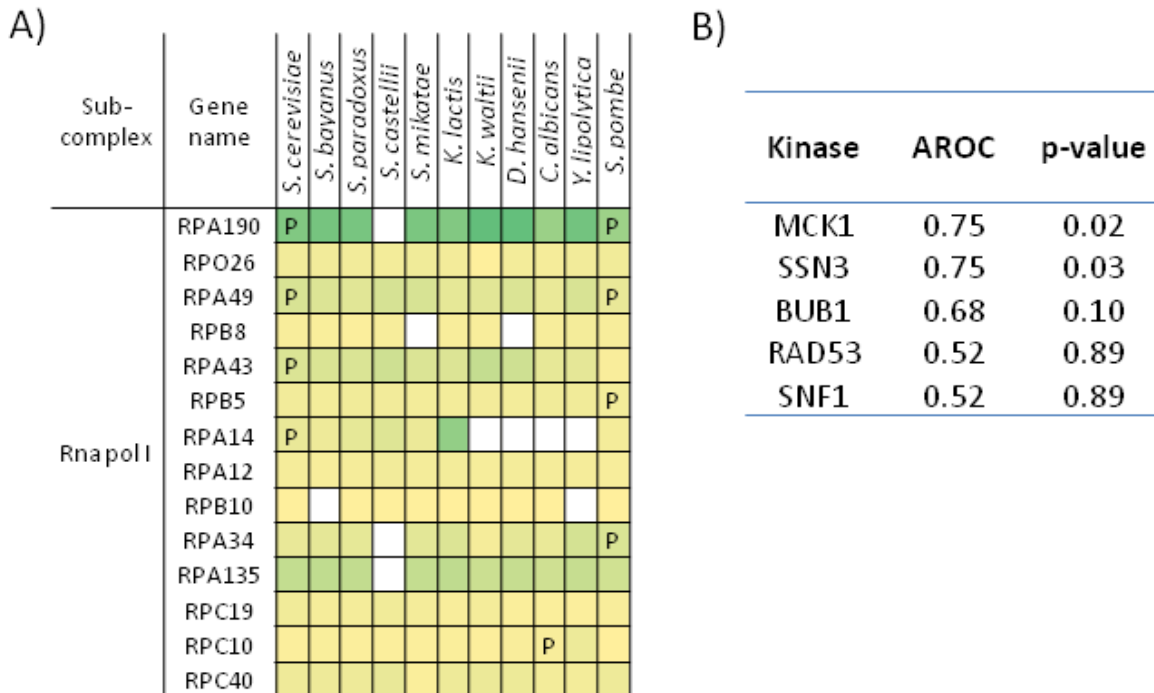 A)
Sub-
complex
Gene
name
S. cerevisiae
S. bayanus
S. paradoxus
S. castellii
S. mikatae
K. lactis
K. waltii
D. hansenii
C. albicans
Y. lipolytica
S. pombe
Rnapol I
RPA190 P P
RPO26
RPA49 P P
RPB8
RPA43 P
RPB5 P
RPA14 P
RPA12
RPB10
RPA34 P
RPA135
RPC19
RPC10 P
RPC40
B)
Kinase AROC p-value
MCK1 0.75 0.02
SSN3 0.75 0.03
BUB1 0.68 0.10
RAD53 0.52 0.89
SNF1 0.52 0.89